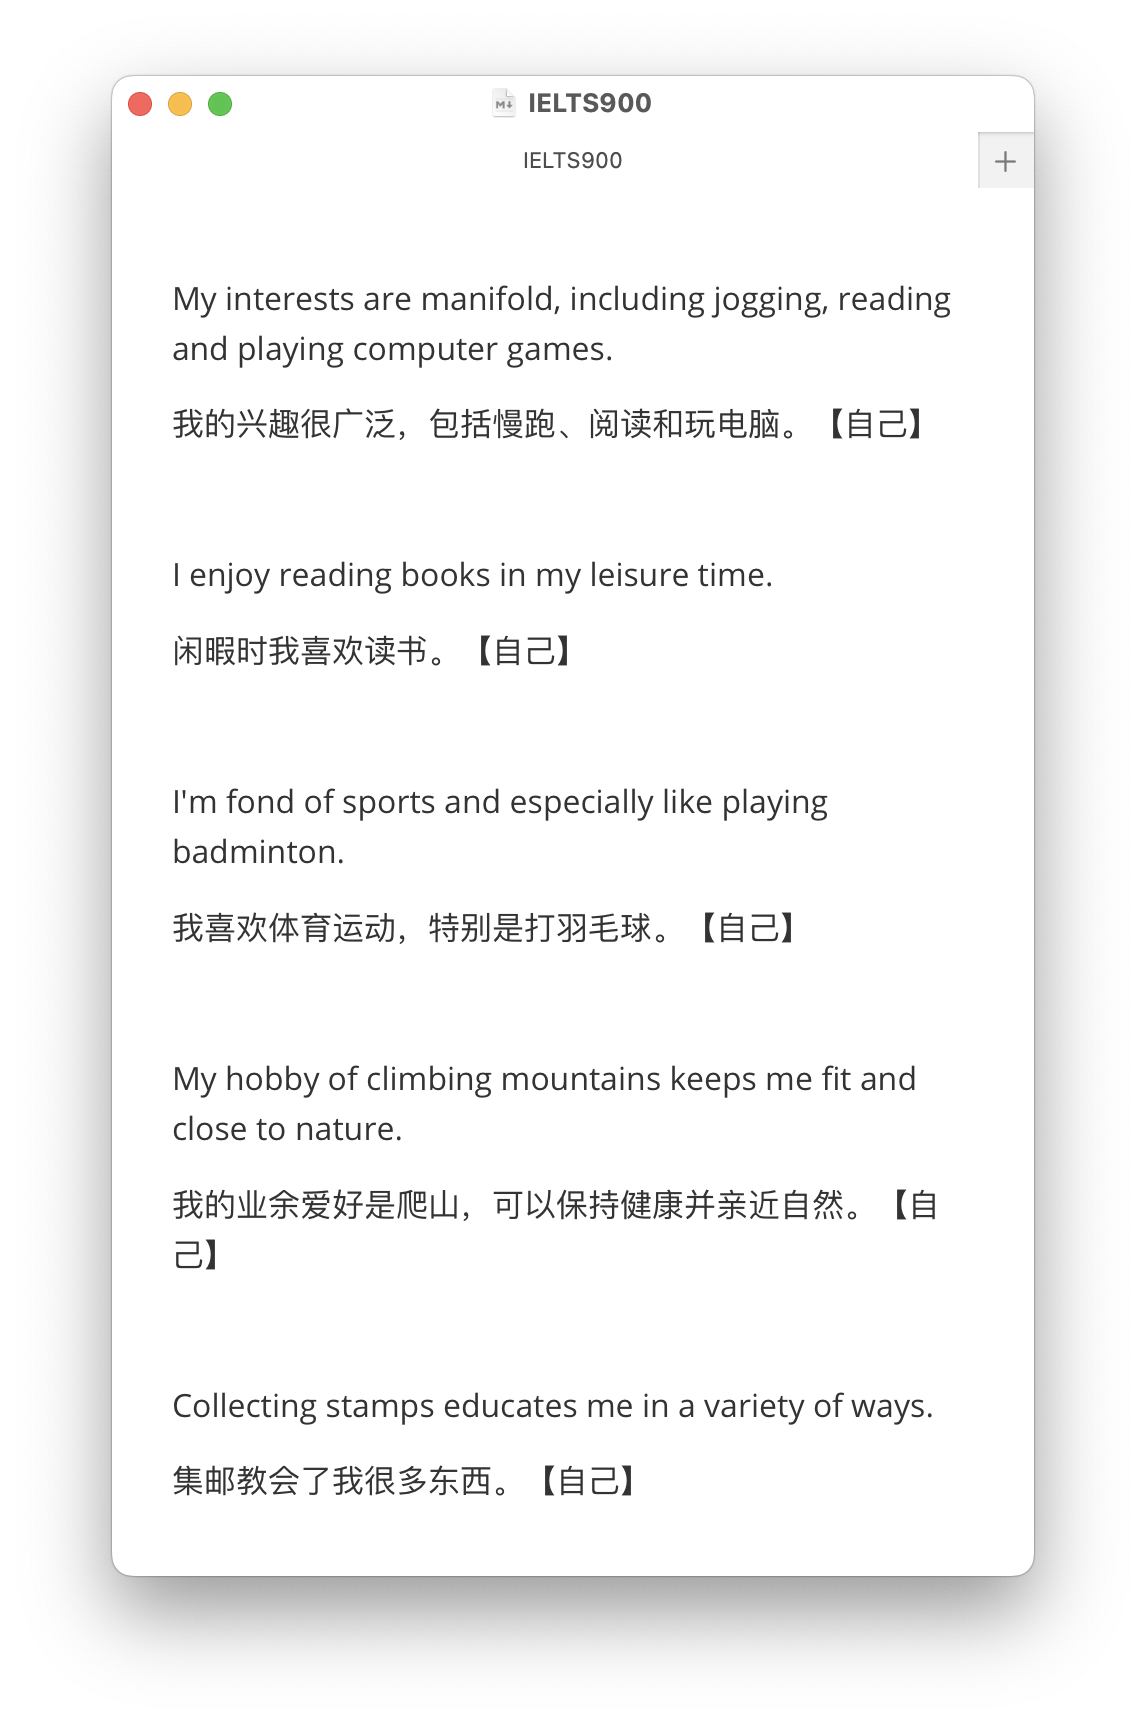 IELTS900
IELTS900
My interests are manifold, including jogging, reading
and playing computer games.
我的兴趣很广泛，包括慢跑、阅读和玩电脑。【自己】
I enjoy reading books in my leisure time.
闲暇时我喜欢读书。【自己】
I'm fond of sports and especially like playing
badminton.
我喜欢体育运动，特别是打羽毛球。【自己】
My hobby of climbing mountains keeps me fit and
close to nature.
我的业余爱好是爬山，可以保持健康并亲近自然。【自
己】
Collecting stamps educates me in a variety of ways.
集邮教会了我很多东西。【自己】